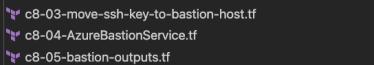 c8-03-move-ssh-key-to-bastion-host.tf
c8-04-AzureBastionService.tf
c8-05-bastion-outputs.tf